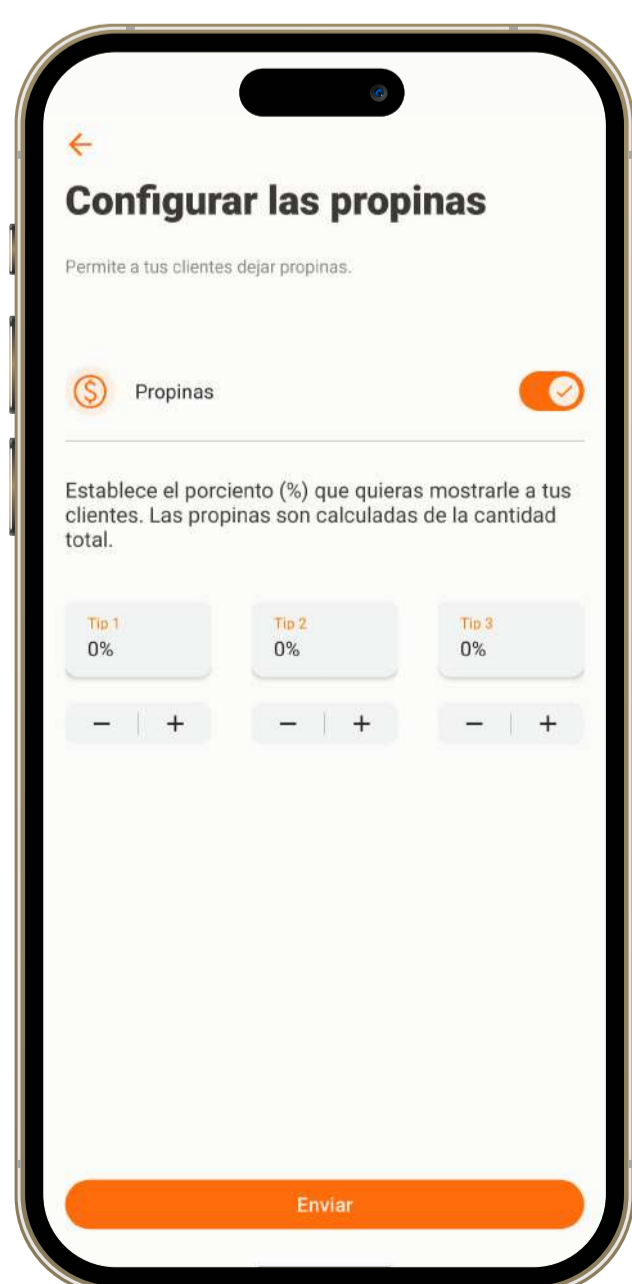 Configurar las propinas
Permite a tus clientes dejar propinas.
Propinas
Establece el porciento (%) que quieras mostrarle a tus
clientes. Las propinas son calculadas de la cantidad
total.
Tip 1
0%
Tip 2
0%
Tip 3
0%
− +
− +
− +
Enviar